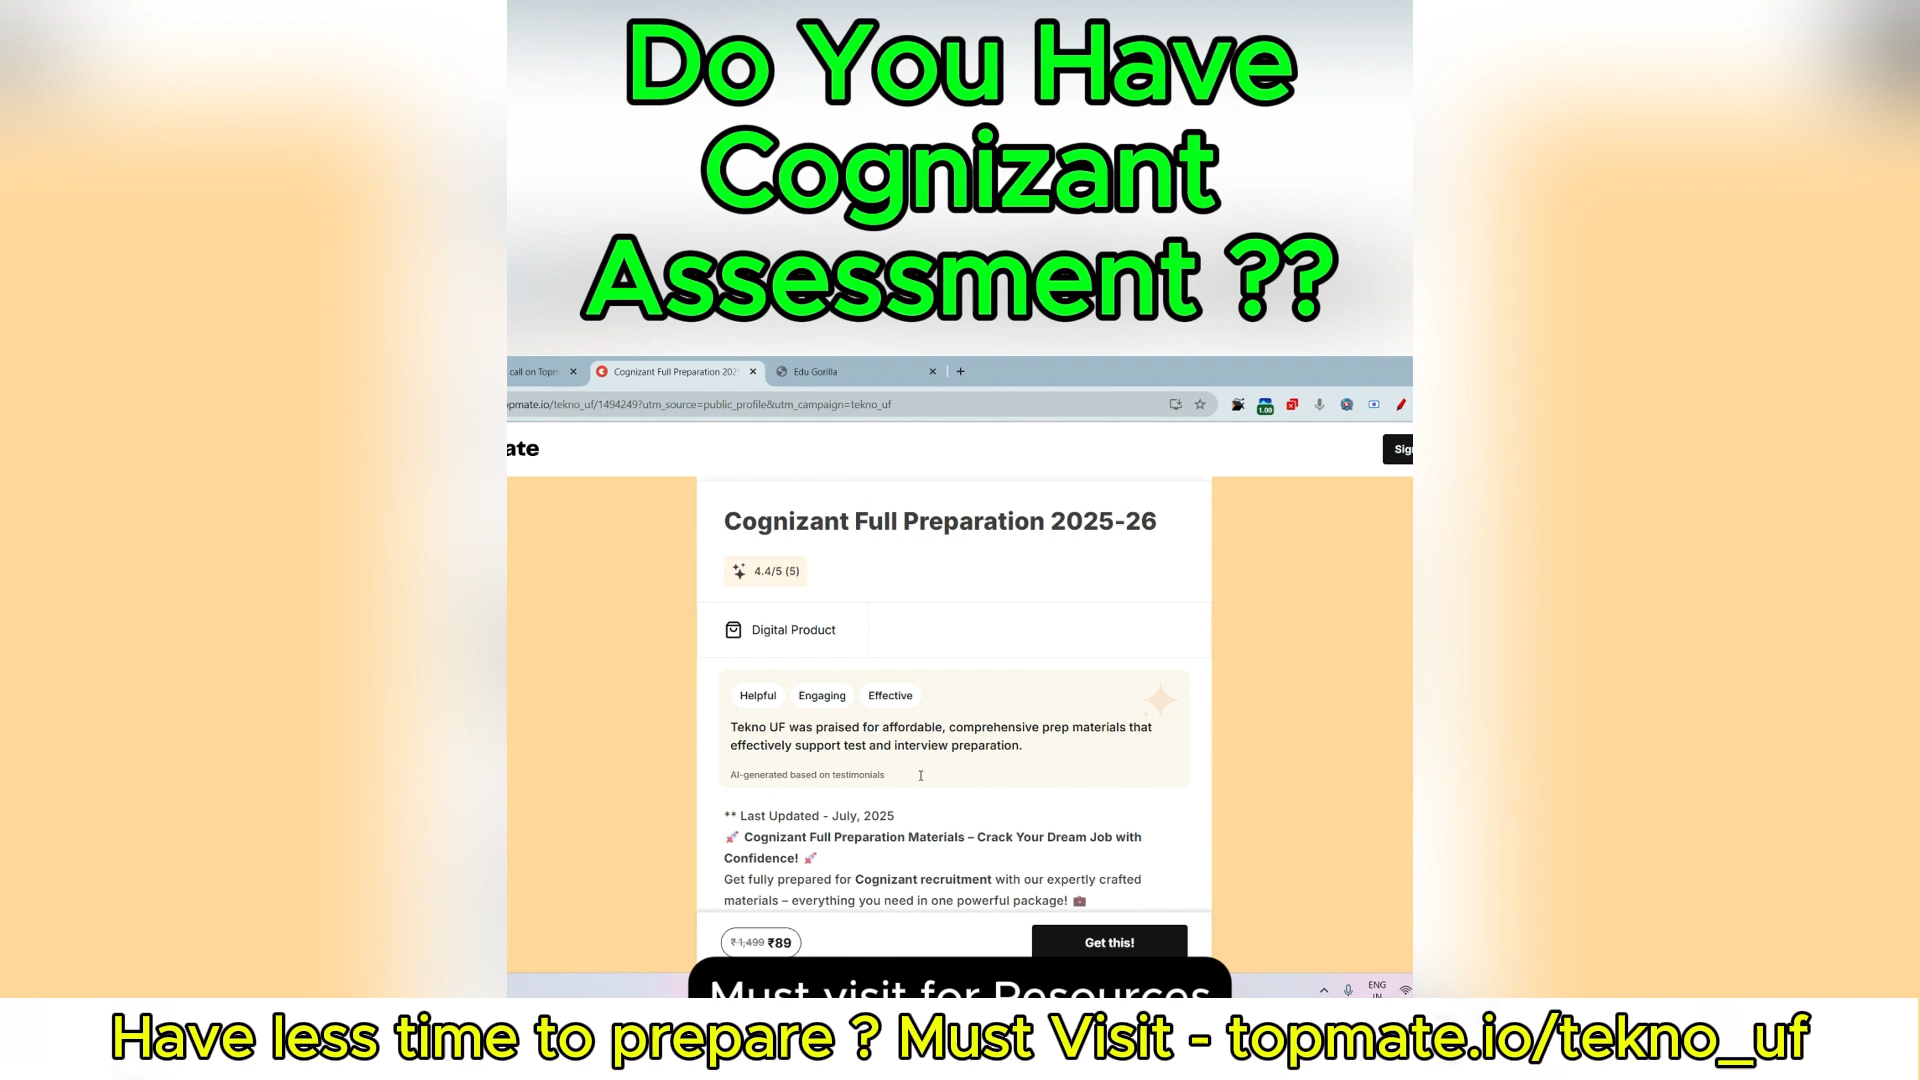 Do You Have
Cognizant
Assessment ??
call on Topm
Cognizant Full Preparation 202
Edu Gorilla
opmate.io/tekno_uf/1494249?utm_source=public_profile&utm_campaign=tekno_uf
1.00
ate
Sig
Cognizant Full Preparation 2025-26
4.4/5 (5)
Digital Product
Helpful Engaging Effective
Tekno UF was praised for affordable, comprehensive prep materials that
effectively support test and interview preparation.
AI-generated based on testimonials
** Last Updated - July, 2025
🚀 Cognizant Full Preparation Materials – Crack Your Dream Job with
Confidence! 🚀
Get fully prepared for Cognizant recruitment with our expertly crafted
materials – everything you need in one powerful package! 💼
₹1,499 ₹89
Get this!
ENG
IN
Must visit for Resources
Have less time to prepare ? Must Visit - topmate.io/tekno_uf